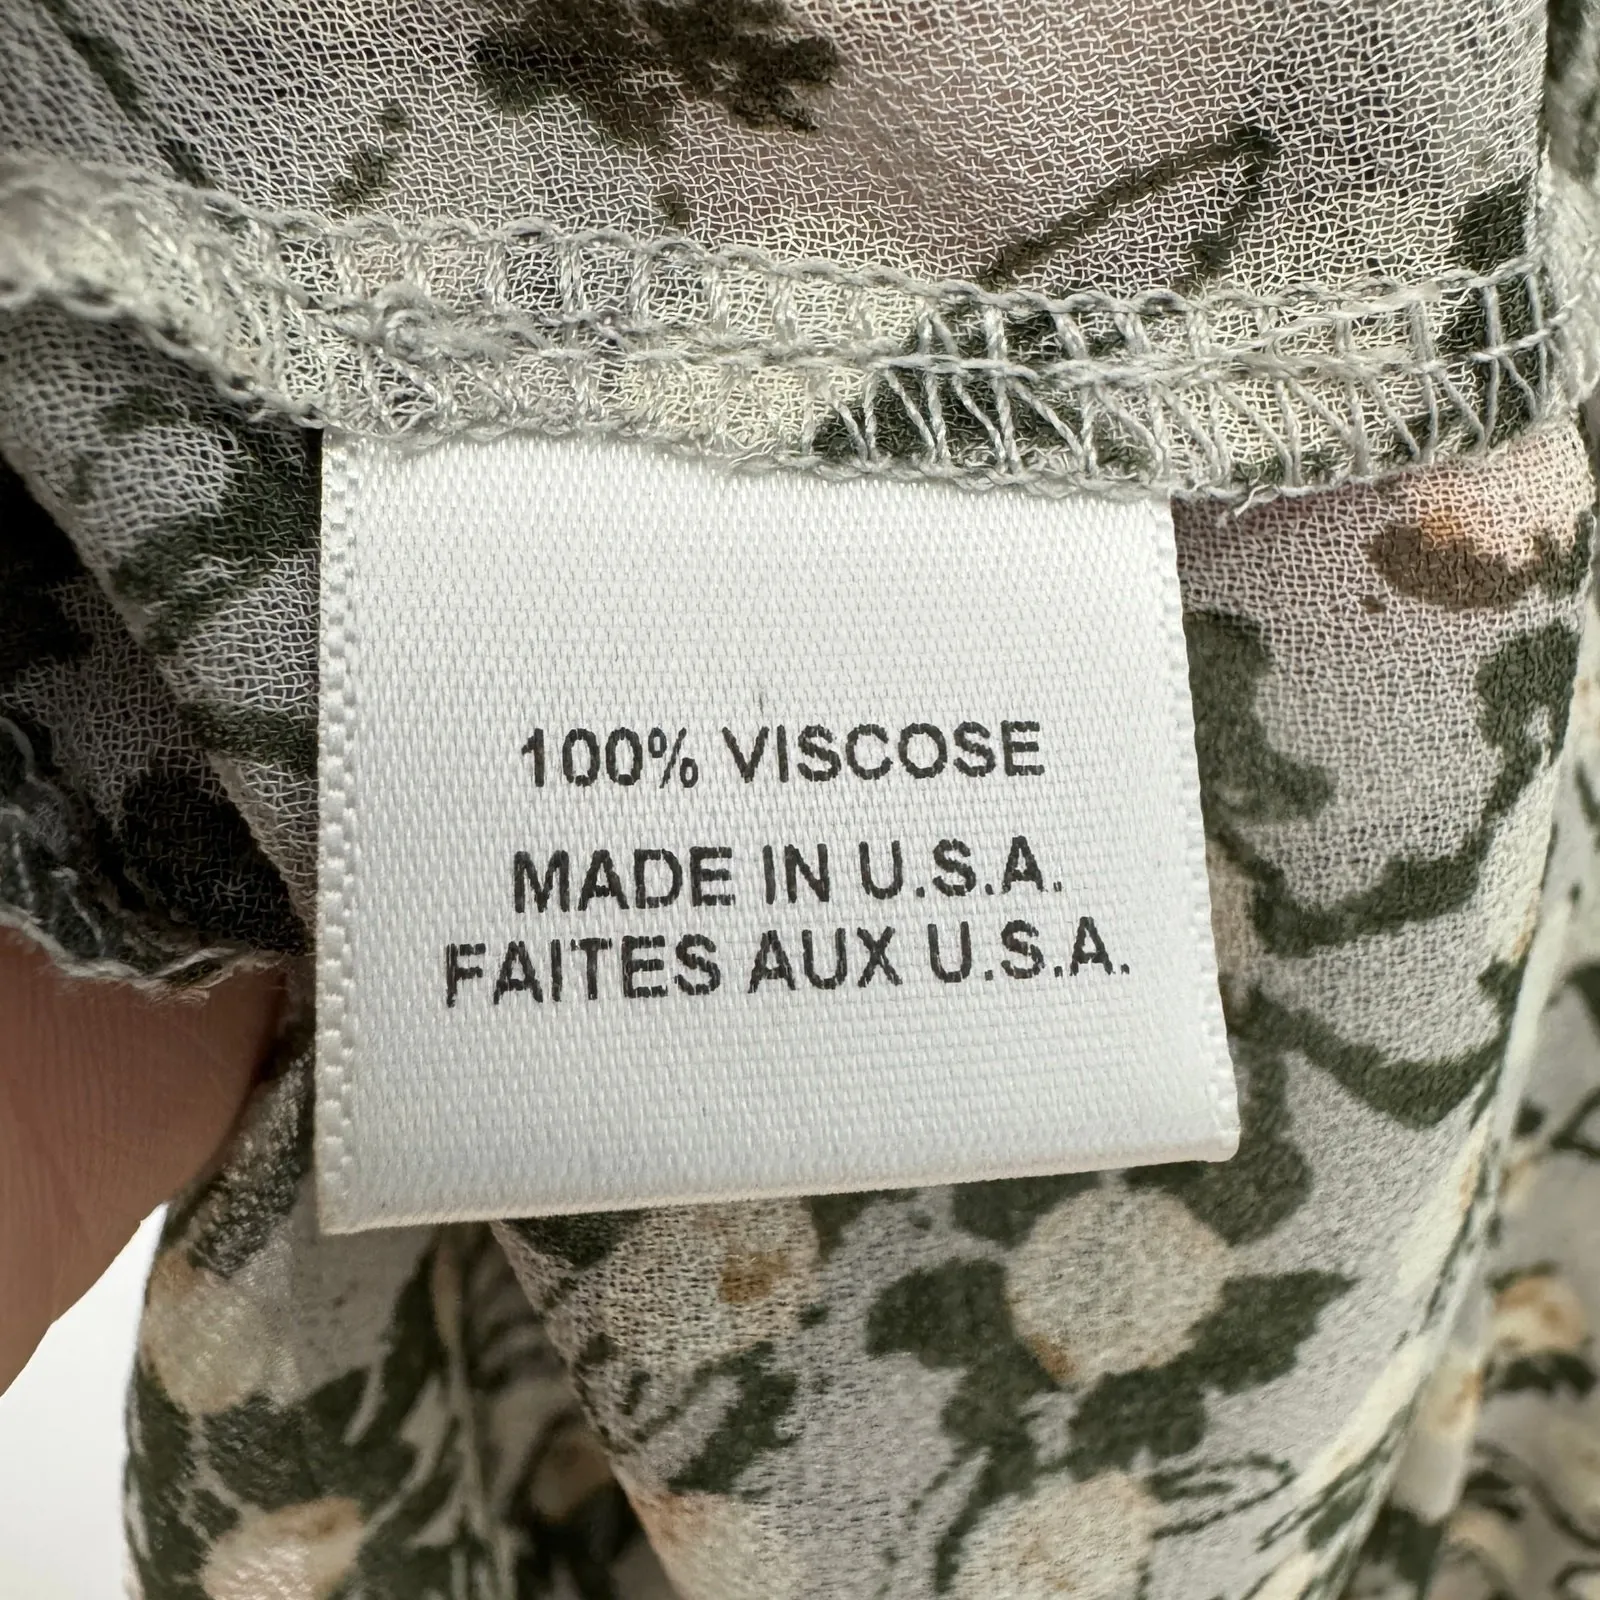 100% VISCOSE
MADE IN U.S.A.
FAITES AUX U.S.A.